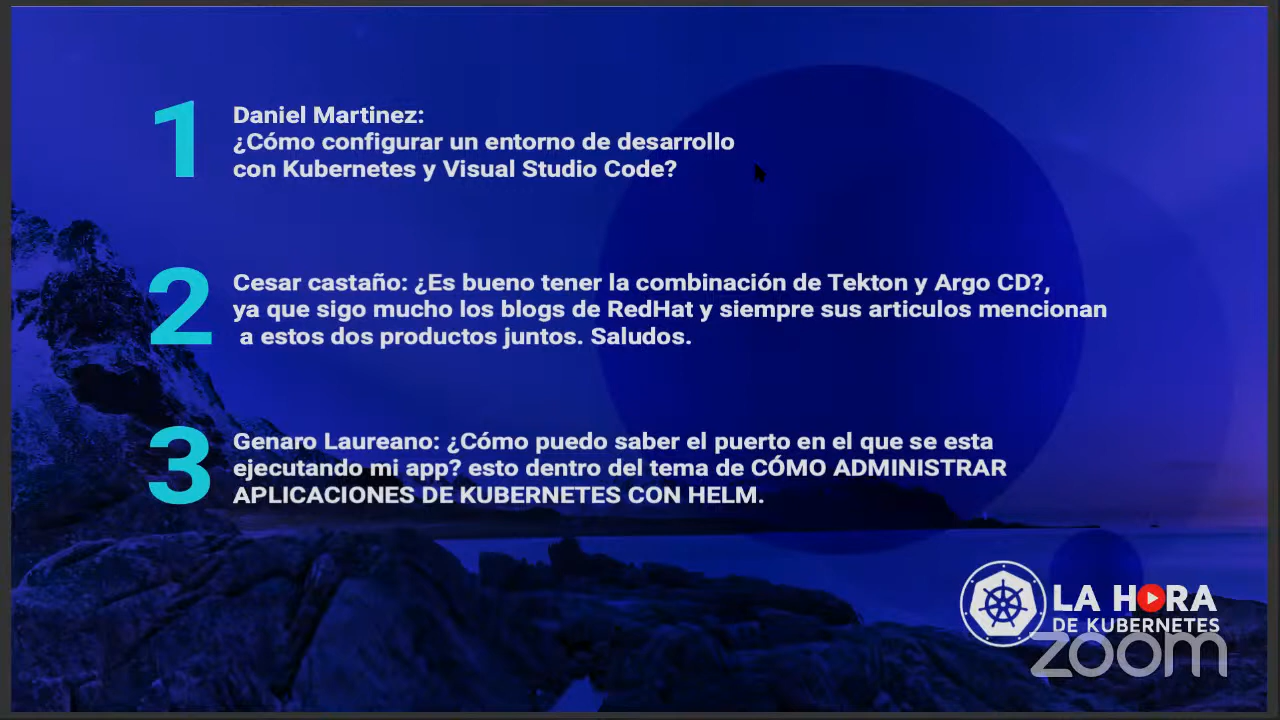 1
Daniel Martinez:
¿Cómo configurar un entorno de desarrollo
con Kubernetes y Visual Studio Code?
2
Cesar castaño: ¿Es bueno tener la combinación de Tekton y Argo CD?,
ya que sigo mucho los blogs de RedHat y siempre sus articulos mencionan
a estos dos productos juntos. Saludos.
3
Genaro Laureano: ¿Cómo puedo saber el puerto en el que se esta
ejecutando mi app? esto dentro del tema de CÓMO ADMINISTRAR
APLICACIONES DE KUBERNETES CON HELM.
LA HORA
DE KUBERNETES
zoom